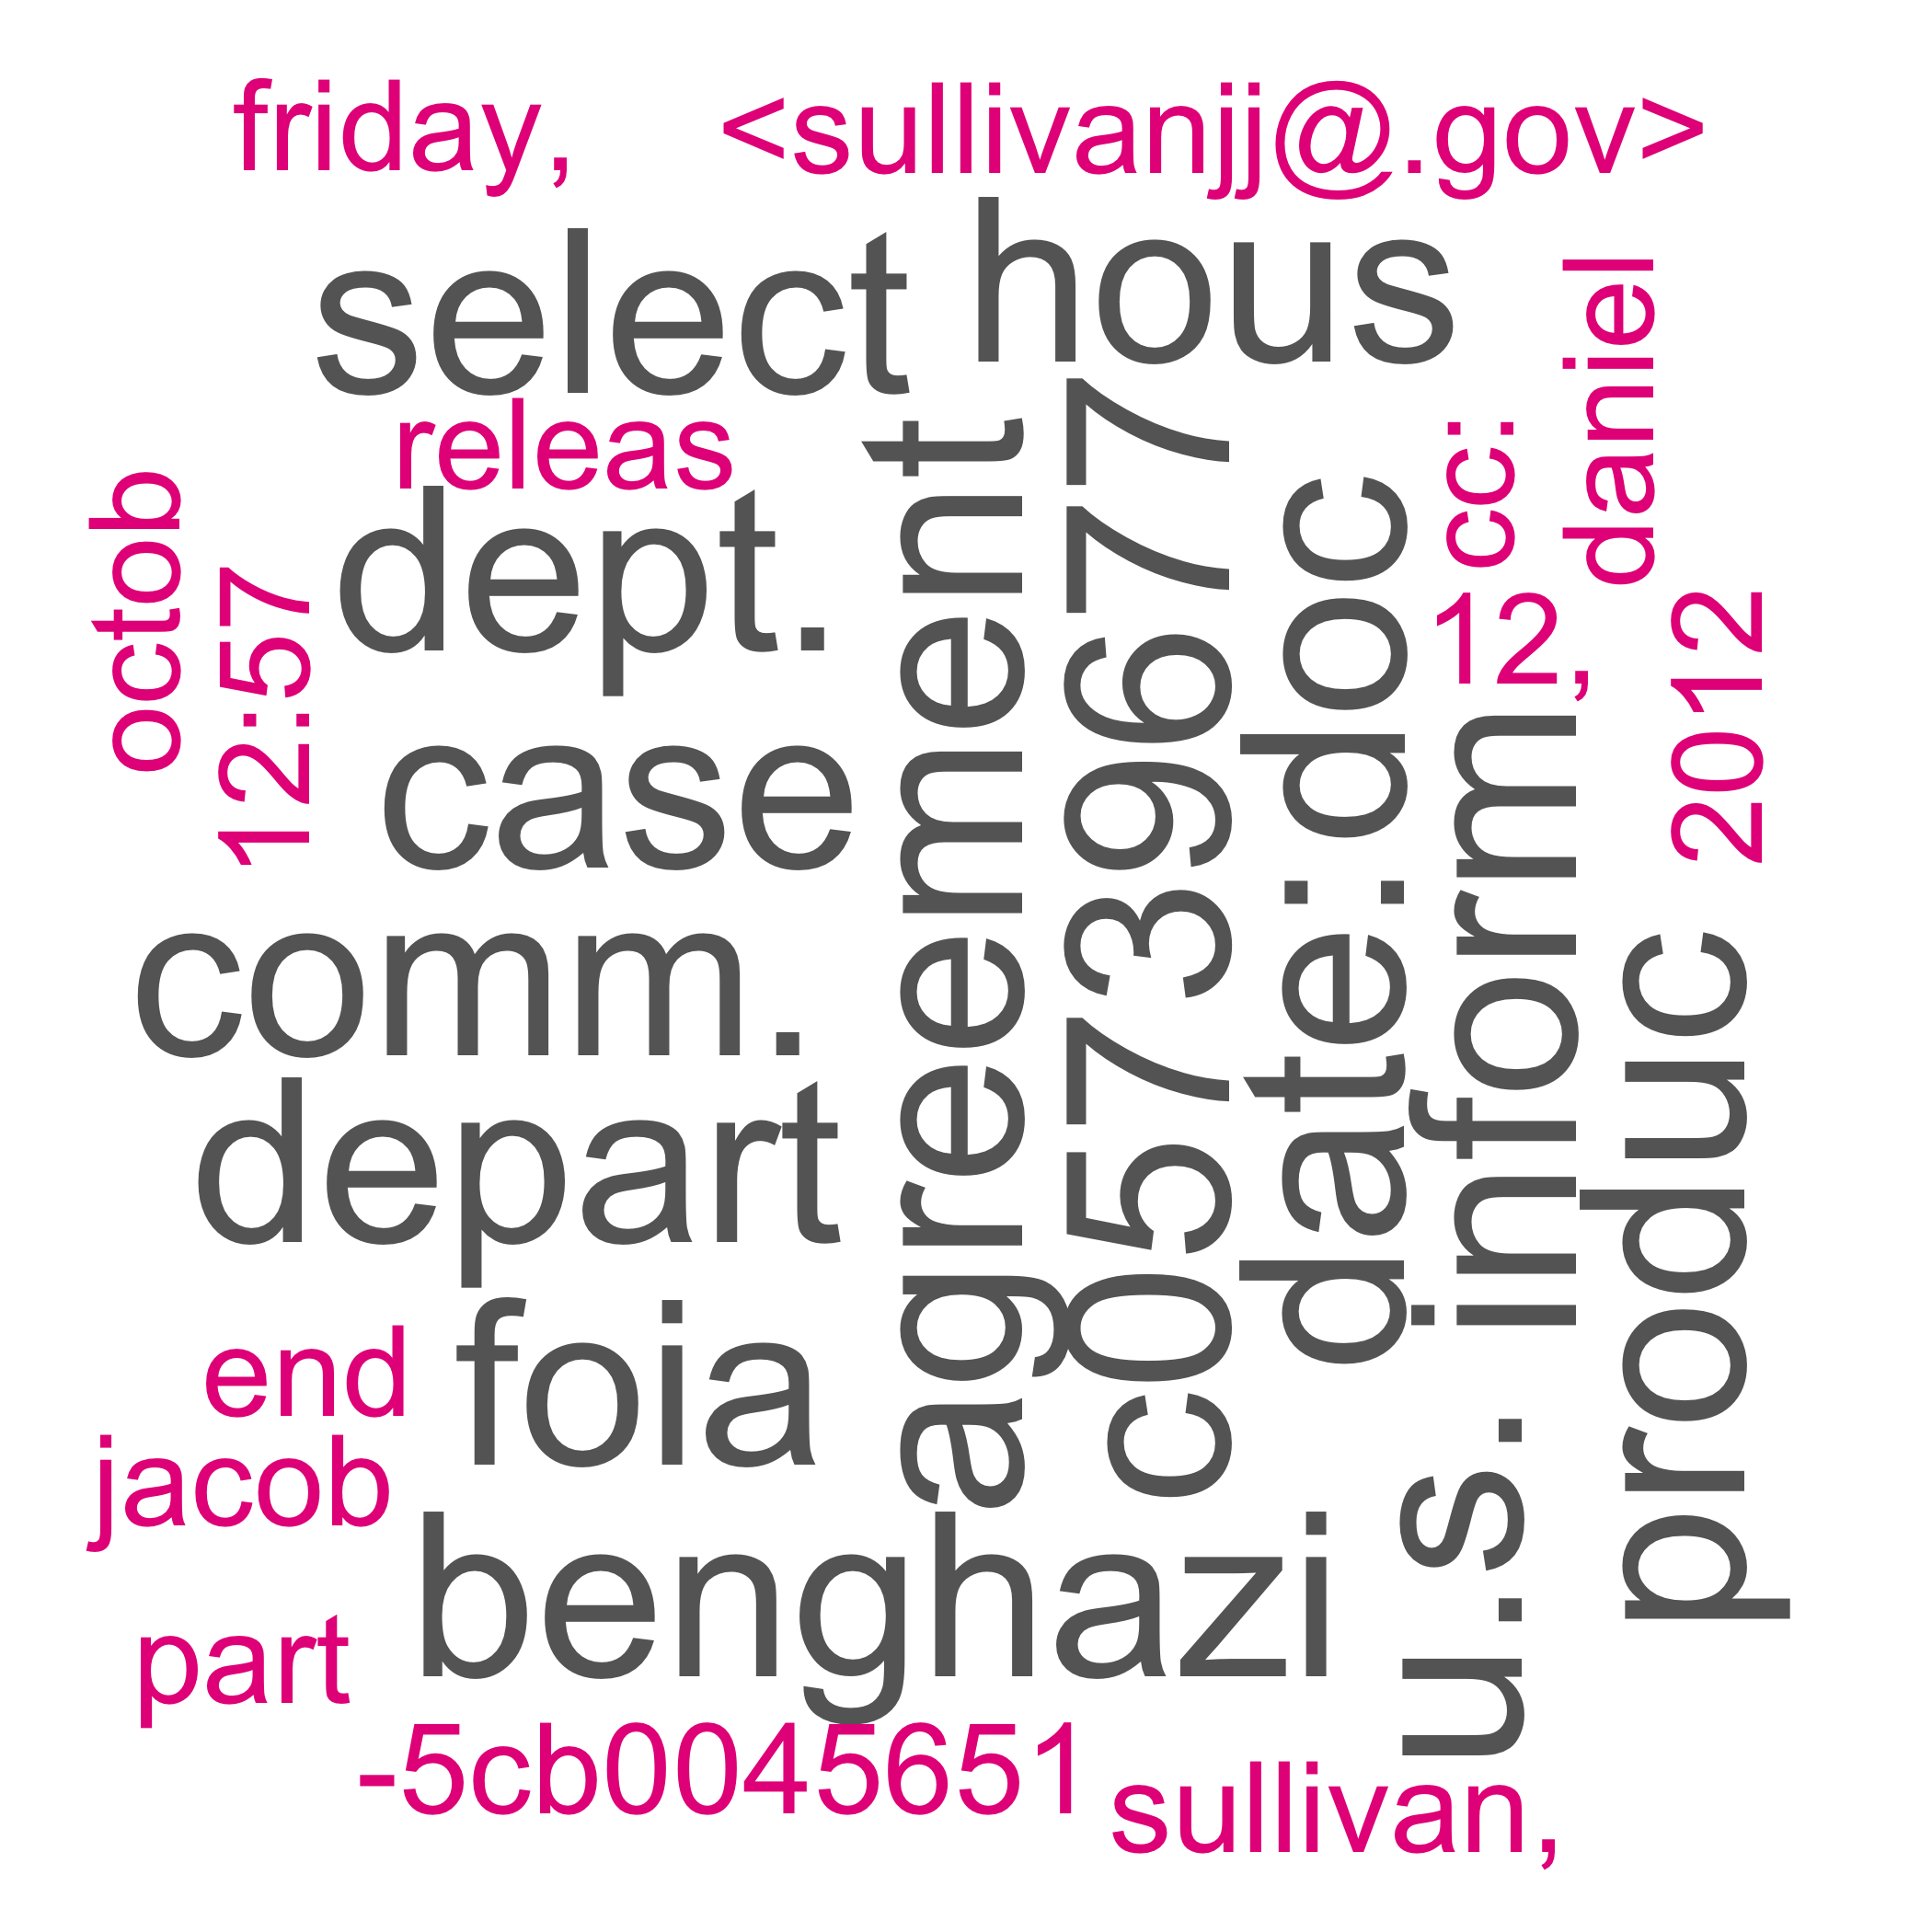 friday,
<sullivanjj@.gov>
select
hous
releas
daniel
cc:
octob
12:57
dept.
agreement
c05739677
date: doc
12,
2012
case
inform
comm.
produc
depart
end
foia
jacob
u.s.
benghazi
part
-5cb0045651
sullivan,